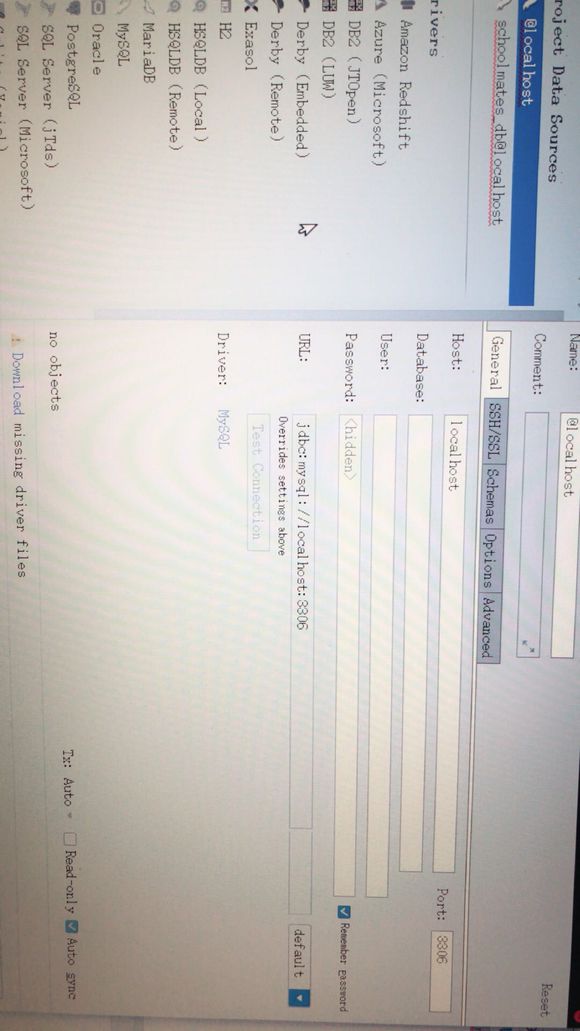 roject Data Sources
@localhost
schoolmates_db@localhost
rivers
Amazon Redshift
Azure (Microsoft)
DB2 (JTOpen)
DB2 (LUW)
Derby (Embedded)
Derby (Remote)
Exasol
H2
HSQLDB (Local)
HSQLDB (Remote)
MariaDB
MySQL
Oracle
PostgreSQL
SQL Server (jTds)
SQL Server (Microsoft)
Name: @localhost
Reset
Comment:
General SSH/SSL Schemas Options Advanced
Host: localhost Port: 3306
Database:
User:
Password: <hidden> Remember password
URL: jdbc:mysql://localhost:3306 default
Overrides settings above
Test Connection
Driver: MySQL
no objects Tx: Auto Read-only Auto sync
Download missing driver files